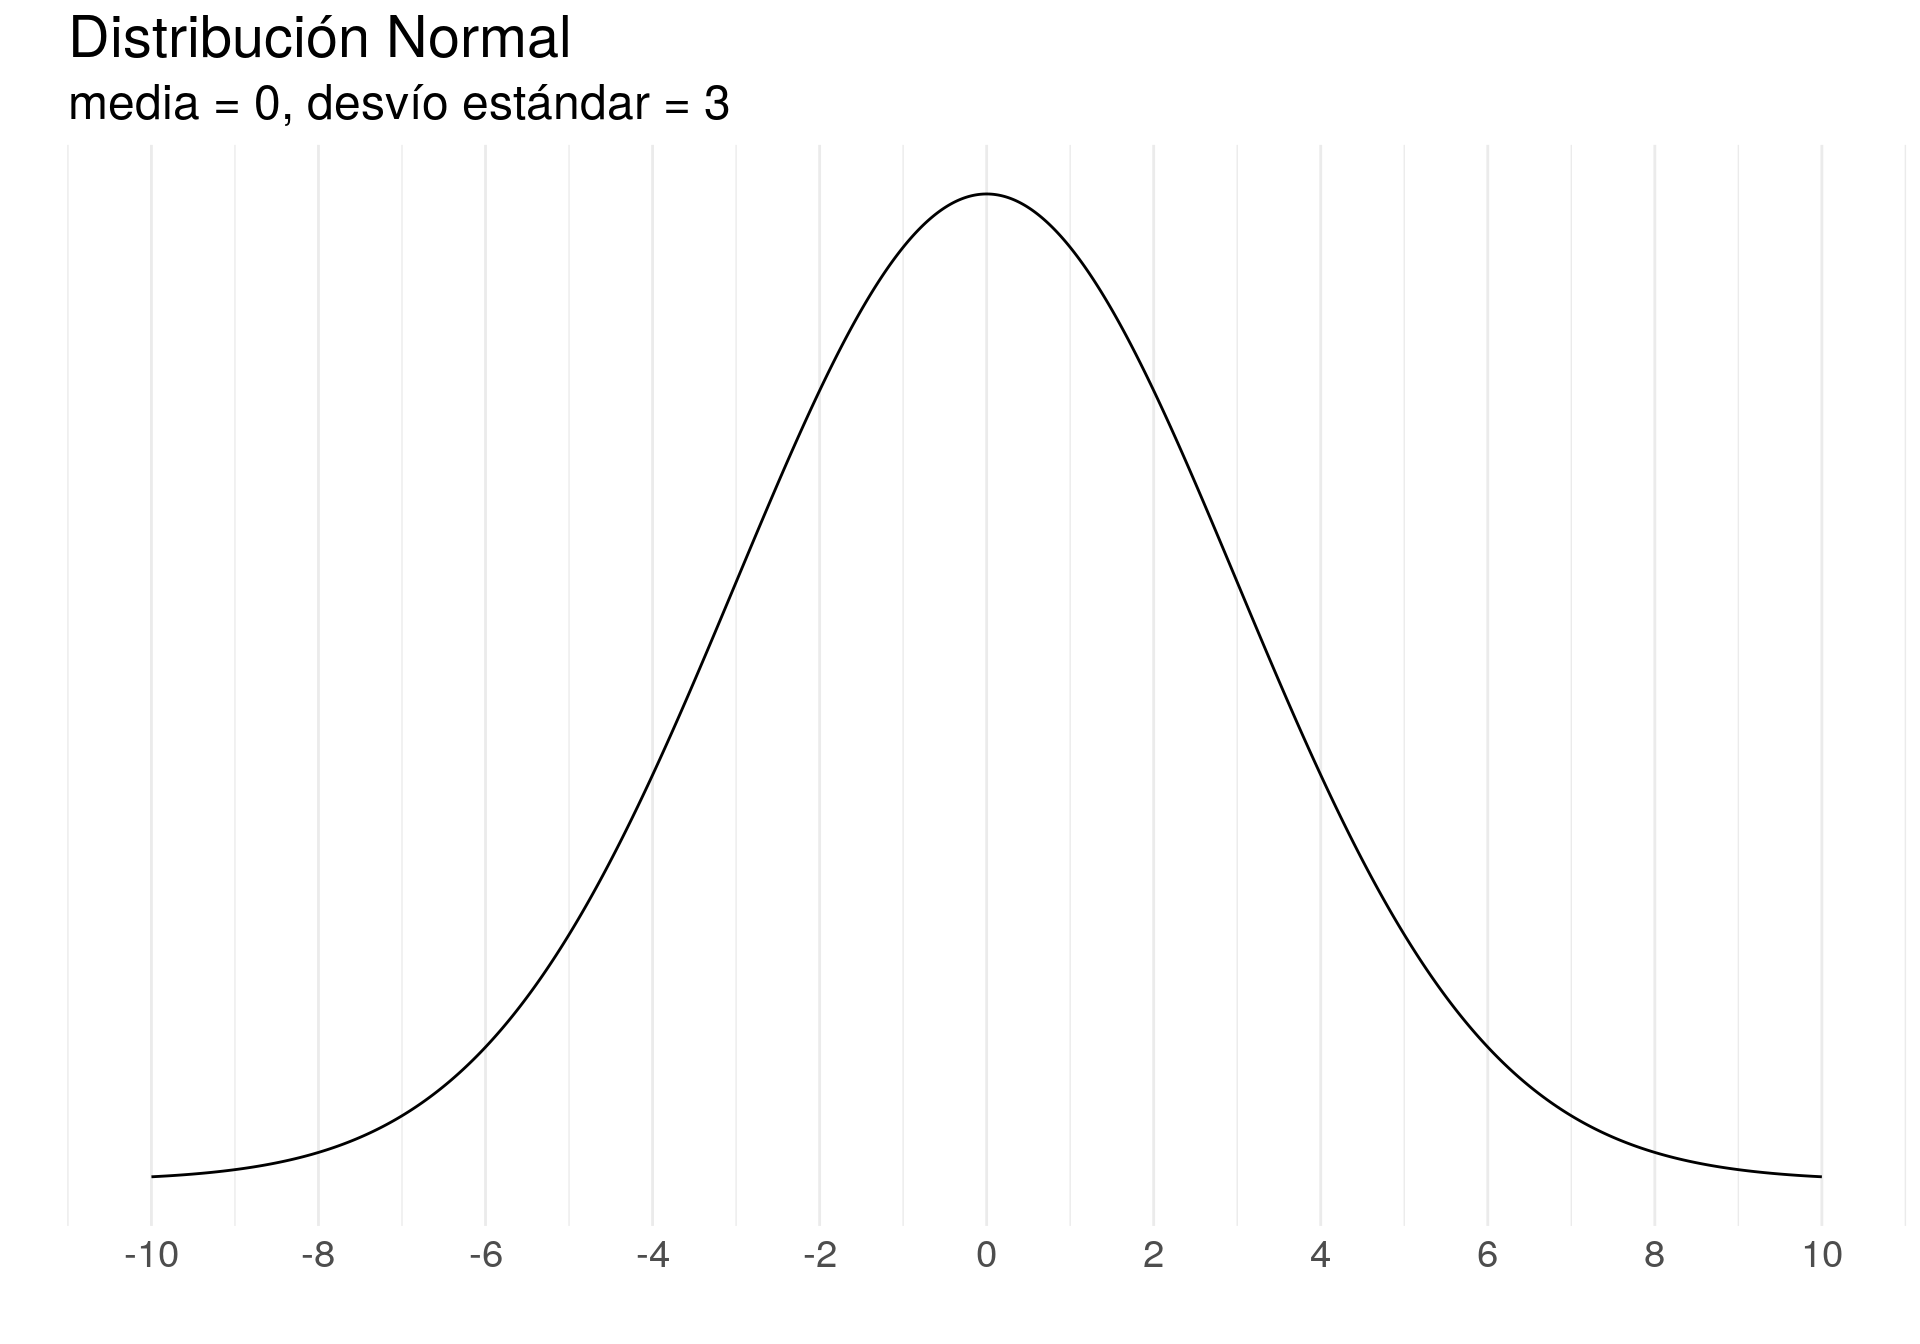 Distribución Normal
media = 0, desvío estándar = 3
-10 -8 -6 -4 -2 0 2 4 6 8 10